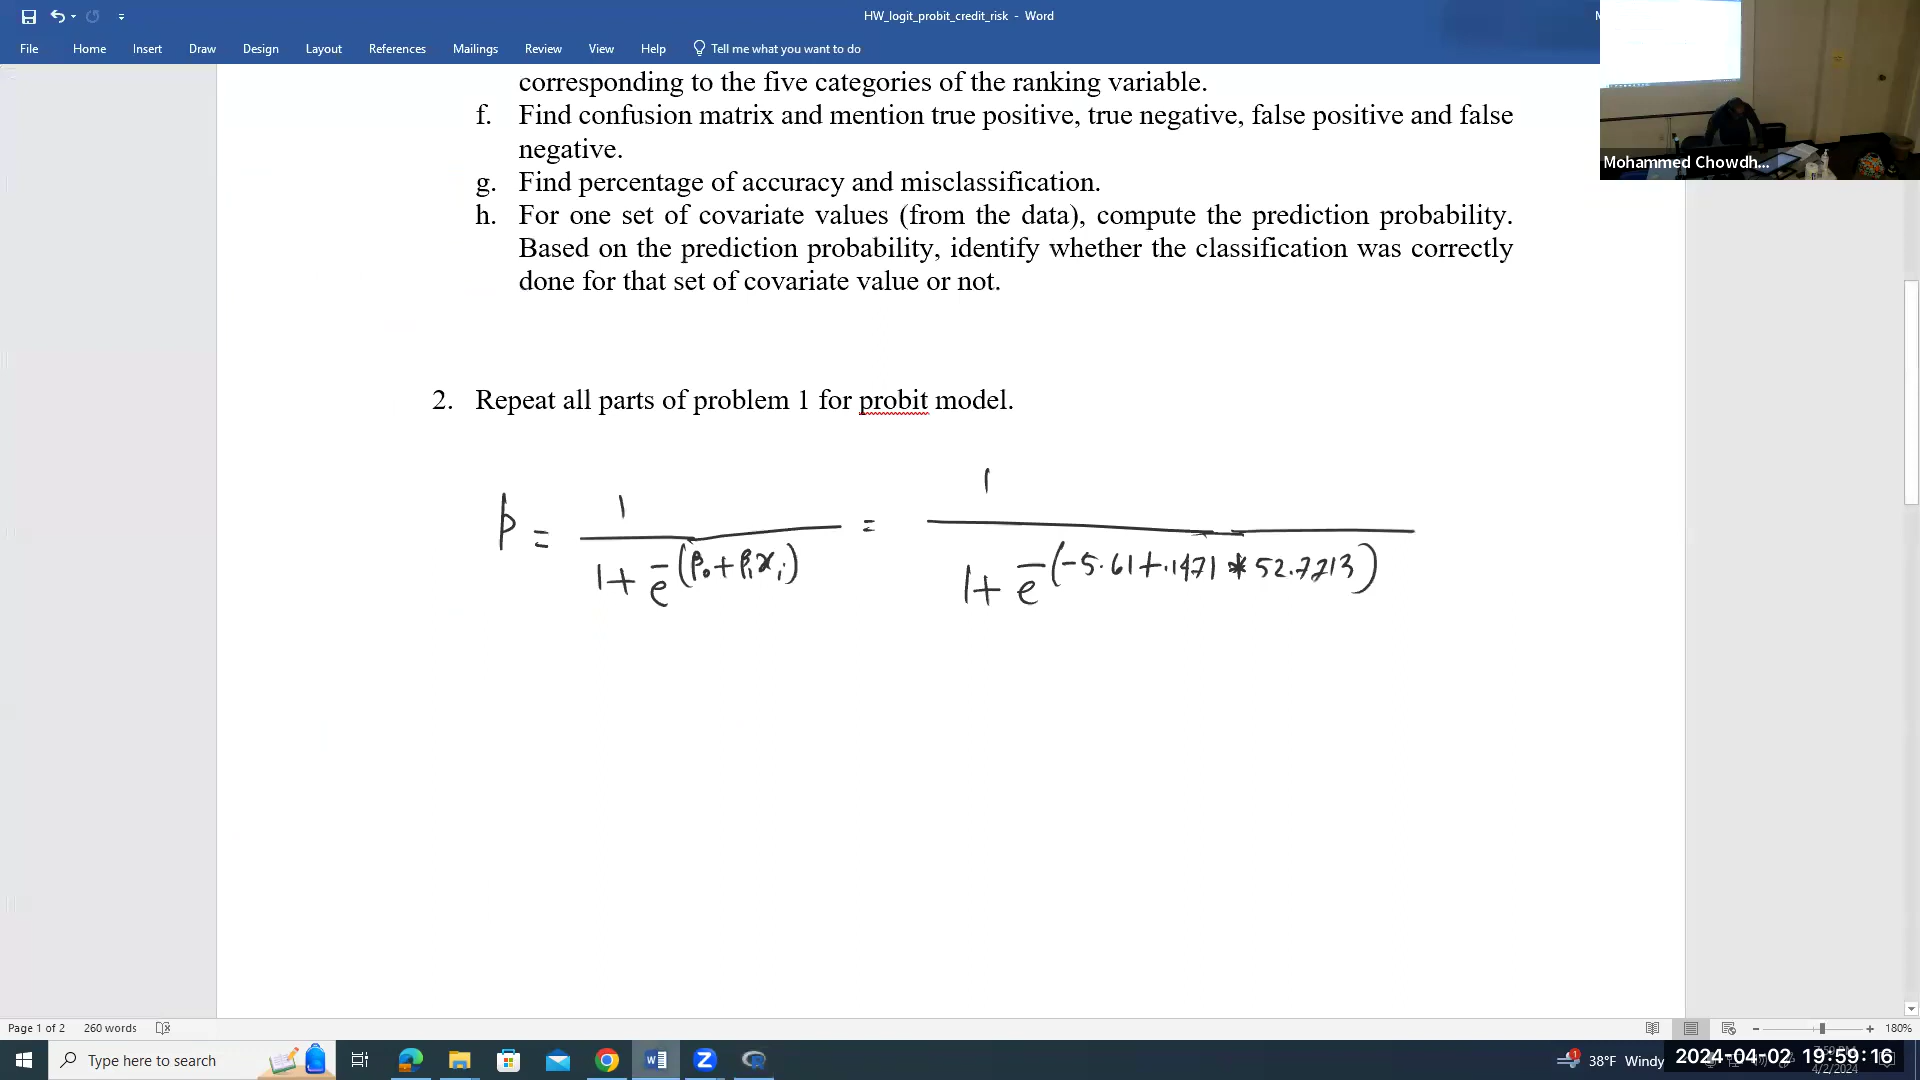 HW_logit_probit_credit_risk - Word
File Home Insert Draw Design Layout References Mailings Review View Help Tell me what you want to do
Mohammed Chowdh...
corresponding to the five categories of the ranking variable.
f. Find confusion matrix and mention true positive, true negative, false positive and false
negative.
g. Find percentage of accuracy and misclassification.
h. For one set of covariate values (from the data), compute the prediction probability.
Based on the prediction probability, identify whether the classification was correctly
done for that set of covariate value or not.
2. Repeat all parts of problem 1 for probit model.
p = 1 / (1 + e^-(β₀+β₁xᵢ)) = 1 / (1 + e^-(-5.61+.1471*52.7213))
Page 1 of 2 260 words
180%
Type here to search
38°F Windy
2024-04-02 19:59:16
4/2/2024